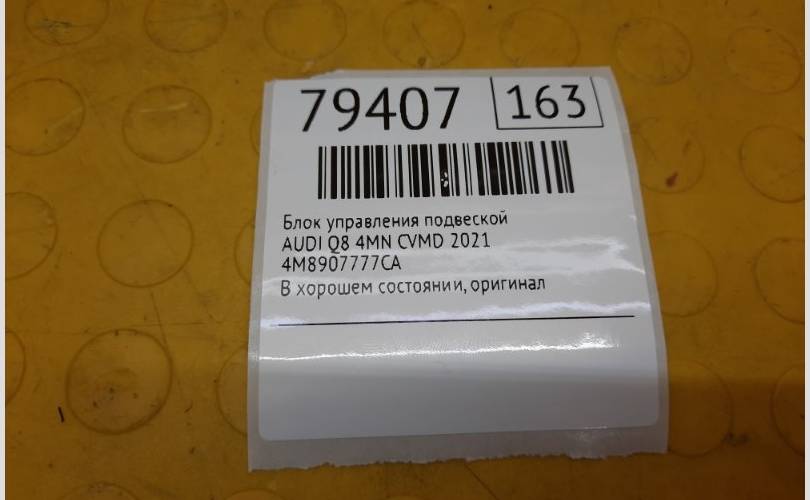 79407 163
Блок управления подвеской
AUDI Q8 4MN CVMD 2021
4M8907777CA
В хорошем состоянии, оригинал